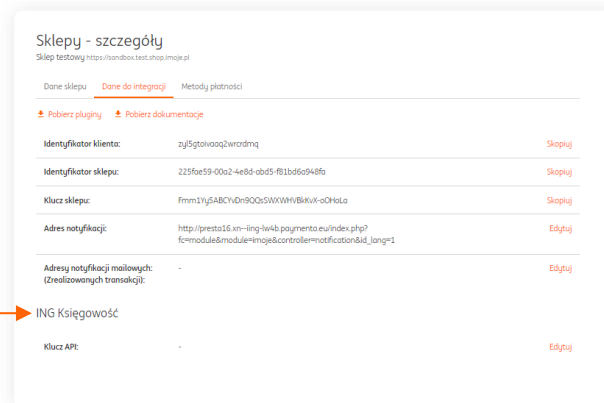 Sklepy - szczegóły
Sklep testowy https://sandbox.test.shop.imoje.pl
Dane sklepu Dane do integracji Metody płatności
Pobierz pluginy Pobierz dokumentacje
Identyfikator klienta: zyl5gtoivaaq2wrcrdmq Skopiuj
Identyfikator sklepu: 225fae59-00a2-4e8d-abd5-f81bd6a948fa Skopiuj
Klucz sklepu: Fmm1Yy5ABCYvDn9QQsSWXWHVBkKvX-oOHoLa Skopiuj
Adres notyfikacji: http://presta16.xn--iing-lw4b.paymento.eu/index.php? Edytuj
fc=module&module=imoje&controller=notification&id_lang=1
Adresy notyfikacji mailowych: - Edytuj
(Zrealizowanych transakcji):
ING Księgowość
Klucz API: - Edytuj